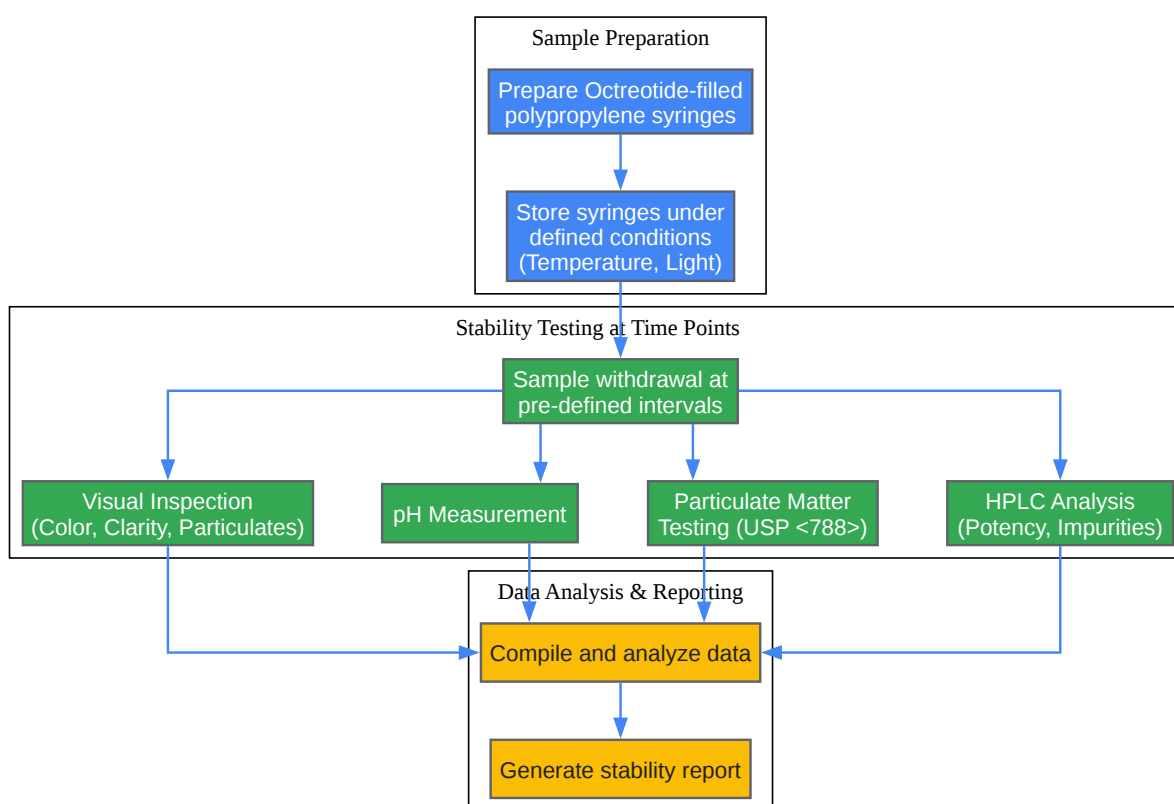 Sample Preparation
Prepare Octreotide-filled
polypropylene syringes
Store syringes under
defined conditions
(Temperature, Light)
Stability Testing at Time Points
Sample withdrawal at
pre-defined intervals
Visual Inspection
(Color, Clarity, Particulates)
pH Measurement
Particulate Matter
Testing (USP <788>)
HPLC Analysis
(Potency, Impurities)
Data Analysis & Reporting
Compile and analyze data
Generate stability report